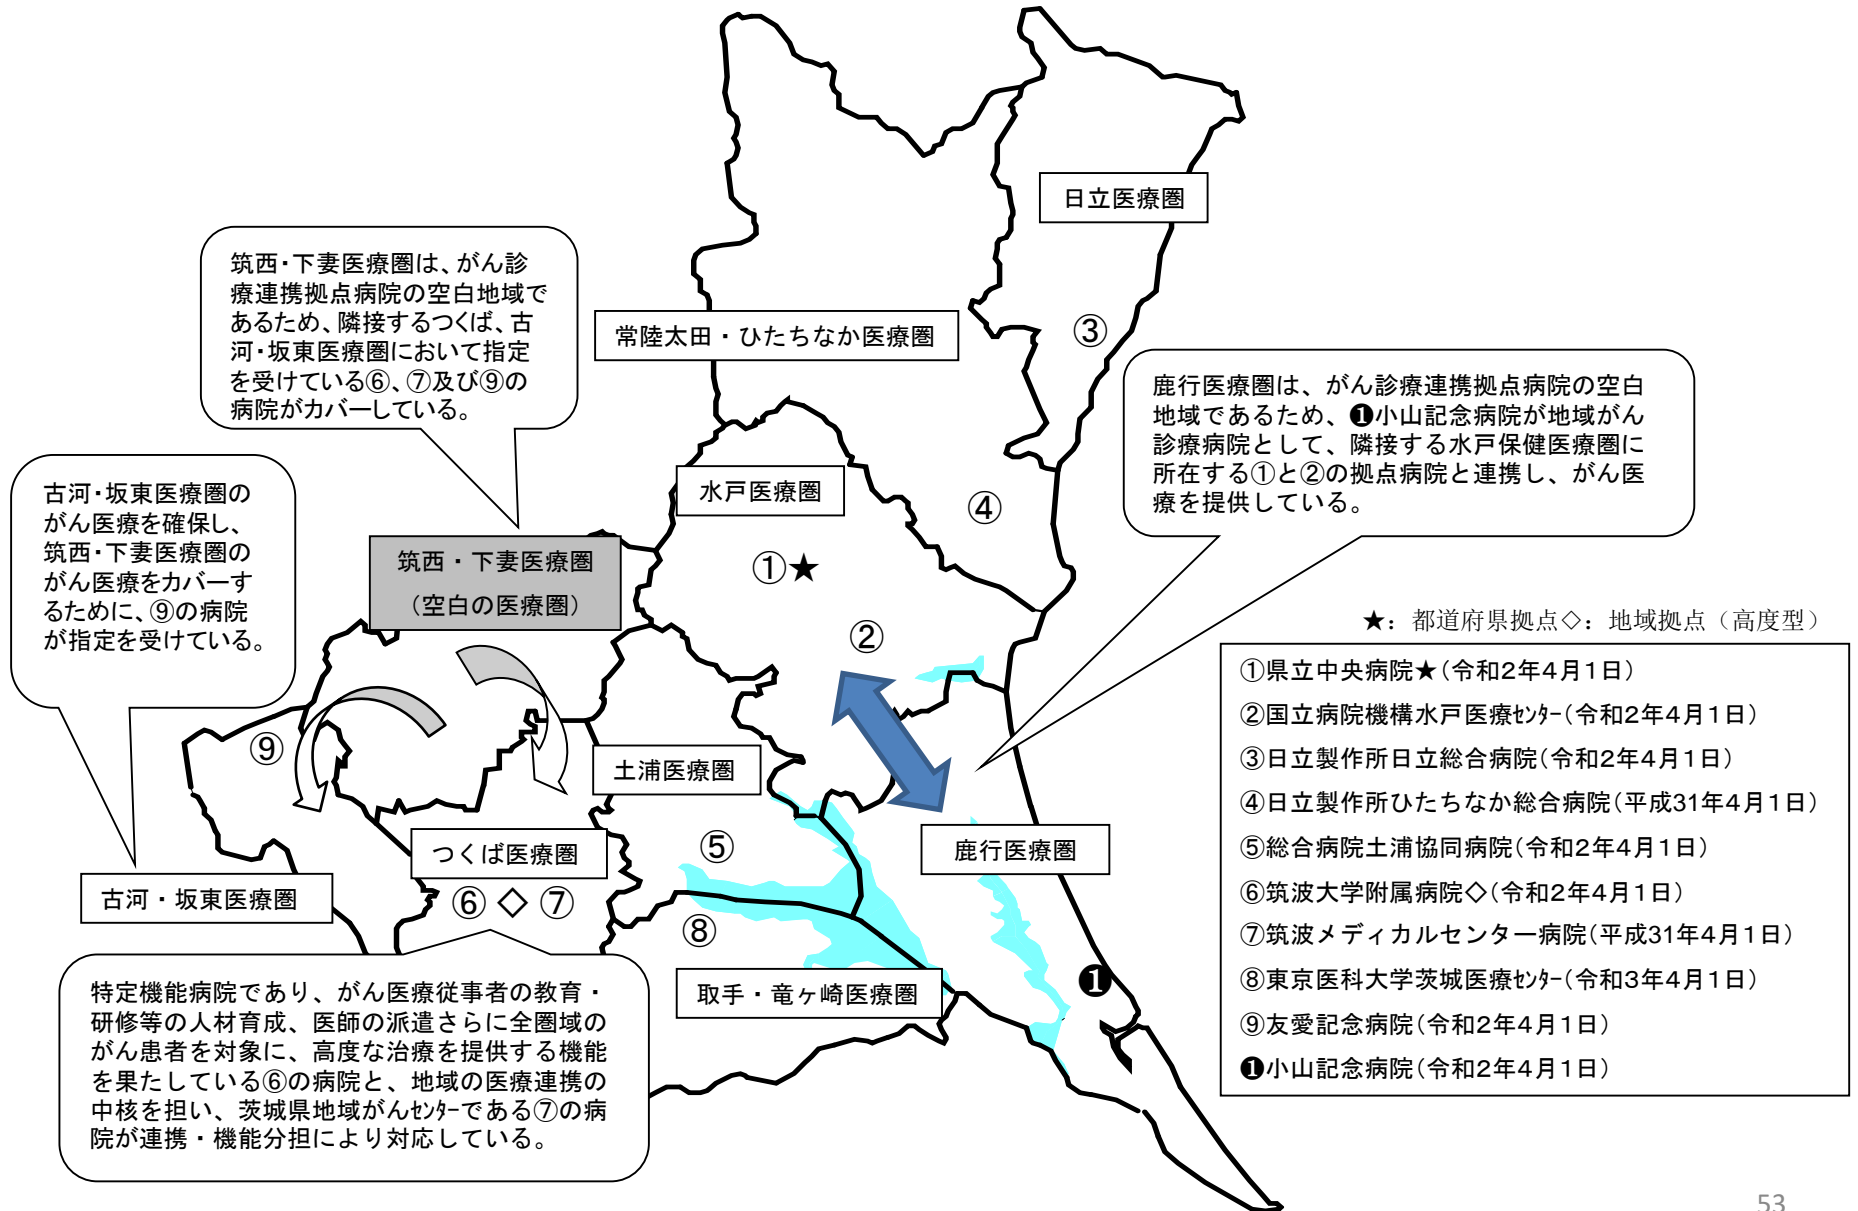 日立医療圏
筑西・下妻医療圏は、がん診
療連携拠点病院の空白地域で
あるため、隣接するつくば、古
河・坂東医療圏において指定
を受けている⑥、⑦及び⑨の
病院がカバーしている。
常陸太田・ひたちなか医療圏
③
鹿行医療圏は、がん診療連携拠点病院の空白
地域であるため、❶小山記念病院が地域がん
診療病院として、隣接する水戸保健医療圏に
所在する①と②の拠点病院と連携し、がん医
療を提供している。
古河・坂東医療圏の
がん医療を確保し、
筑西・下妻医療圏の
がん医療をカバーす
るために、⑨の病院
が指定を受けている。
水戸医療圏
④
筑西・下妻医療圏
（空白の医療圏）
①★
②
★：都道府県拠点◇：地域拠点（高度型）
①県立中央病院★(令和2年4月1日)
②国立病院機構水戸医療ｾﾝﾀｰ(令和2年4月1日)
③日立製作所日立総合病院(令和2年4月1日)
④日立製作所ひたちなか総合病院(平成31年4月1日)
⑤総合病院土浦協同病院(令和2年4月1日)
⑥筑波大学附属病院◇(令和2年4月1日)
⑦筑波メディカルセンター病院(平成31年4月1日)
⑧東京医科大学茨城医療ｾﾝﾀｰ(令和3年4月1日)
⑨友愛記念病院(令和2年4月1日)
❶小山記念病院(令和2年4月1日)
⑨
土浦医療圏
つくば医療圏
⑤
鹿行医療圏
古河・坂東医療圏
⑥◇⑦
⑧
取手・竜ヶ崎医療圏
❶
特定機能病院であり、がん医療従事者の教育・
研修等の人材育成、医師の派遣さらに全圏域の
がん患者を対象に、高度な治療を提供する機能
を果たしている⑥の病院と、地域の医療連携の
中核を担い、茨城県地域がんｾﾝﾀｰである⑦の病
院が連携・機能分担により対応している。
53